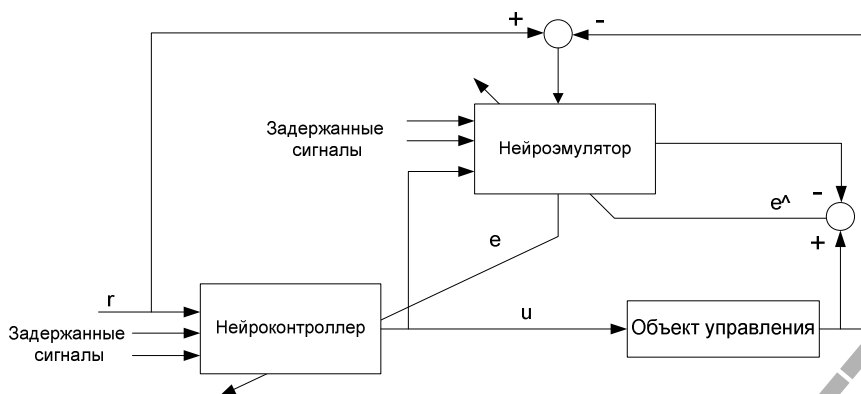 +
-
Задержанные
сигналы
Нейроэмулятор
-
e^
+
e
r
Нейроконтроллер
u
Объект управления
Задержанные
сигналы